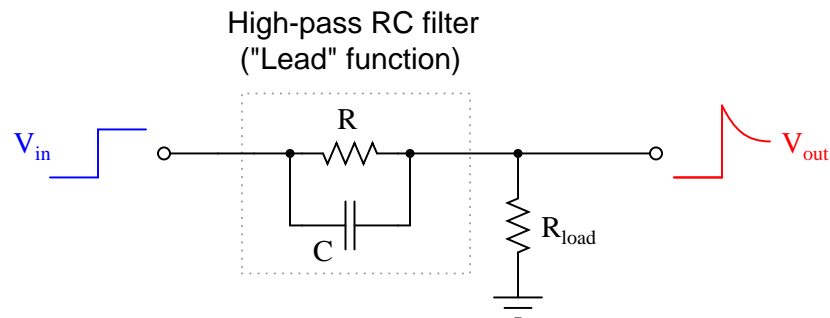 High-pass RC filter
("Lead" function)
R
V_in
V_out
C
R_load